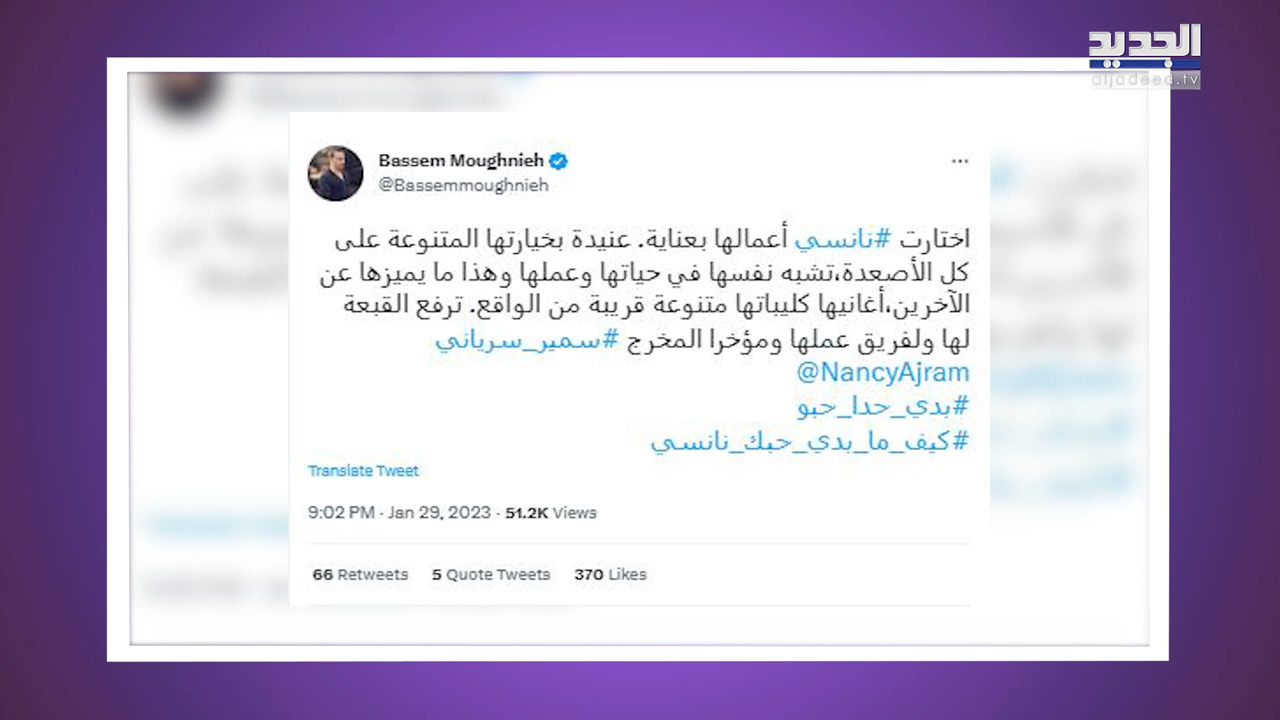 الجديد
aljadeed.tv
Bassem Moughnieh
@Bassemmoughnieh
اختارت #نانسي أعمالها بعناية. عنيدة بخيارتها المتنوعة على
كل الأصعدة،تشبه نفسها في حياتها وعملها وهذا ما يميزها عن
الآخرين،أغانيها كليباتها متنوعة قريبة من الواقع. ترفع القبعة
لها ولفريق عملها ومؤخرا المخرج #سمير_سرياني
@NancyAjram
#بدي_حدا_حبو
#كيف_ما_بدي_حبك_نانسي
Translate Tweet
9:02 PM · Jan 29, 2023 · 51.2K Views
66 Retweets 5 Quote Tweets 370 Likes